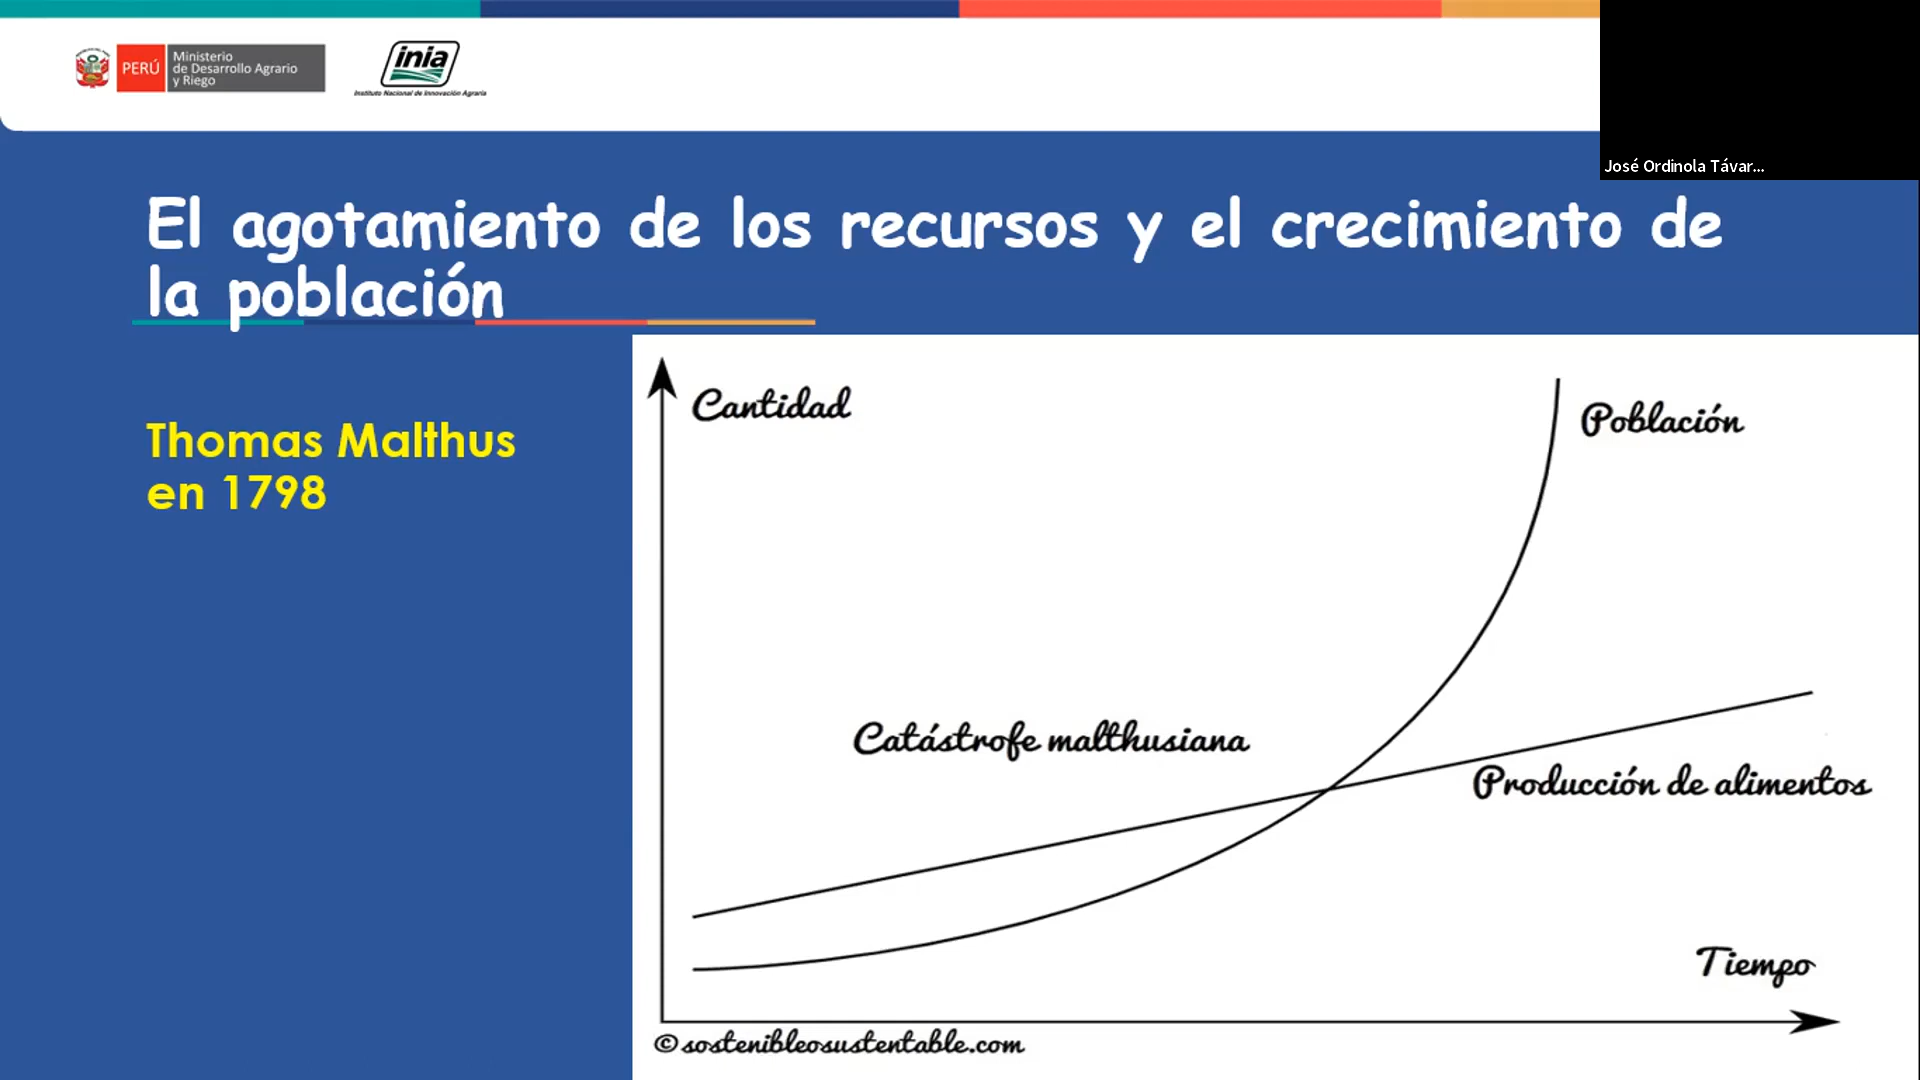 PERÚ
Ministerio
de Desarrollo Agrario
y Riego
inia
Instituto Nacional de Innovación Agraria
José Ordinola Távar...
El agotamiento de los recursos y el crecimiento de
la población
Thomas Malthus
en 1798
Cantidad
Población
Catástrofe malthusiana
Producción de alimentos
Tiempo
© sostenibleosustentable.com